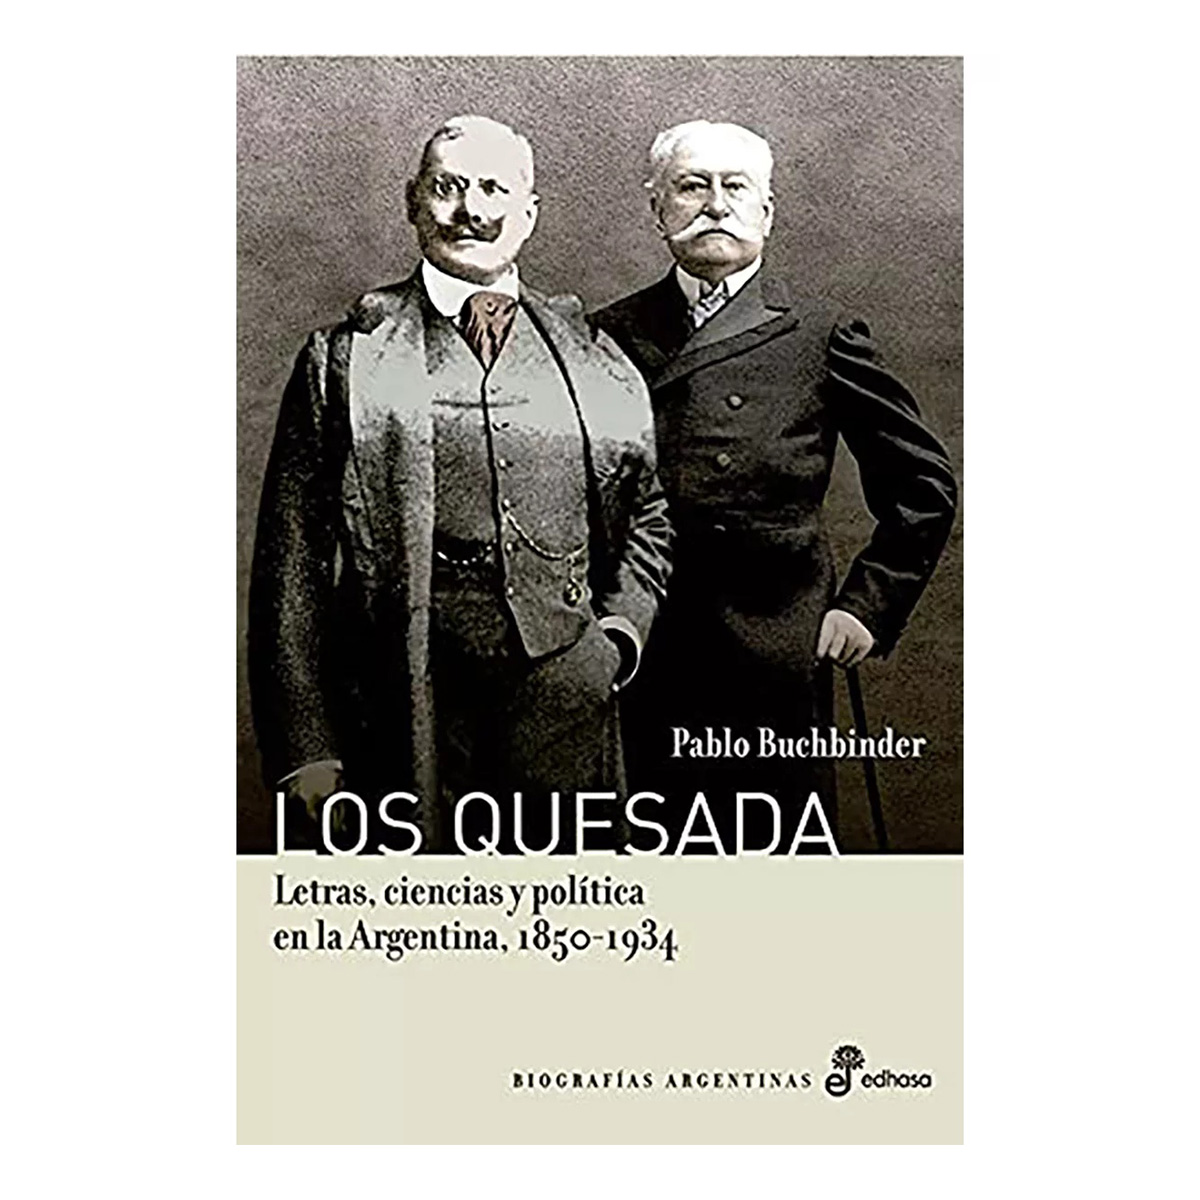 Pablo Buchbinder
LOS QUESADA
Letras, ciencias y política
en la Argentina, 1850-1934
BIOGRAFÍAS ARGENTINAS edhasa